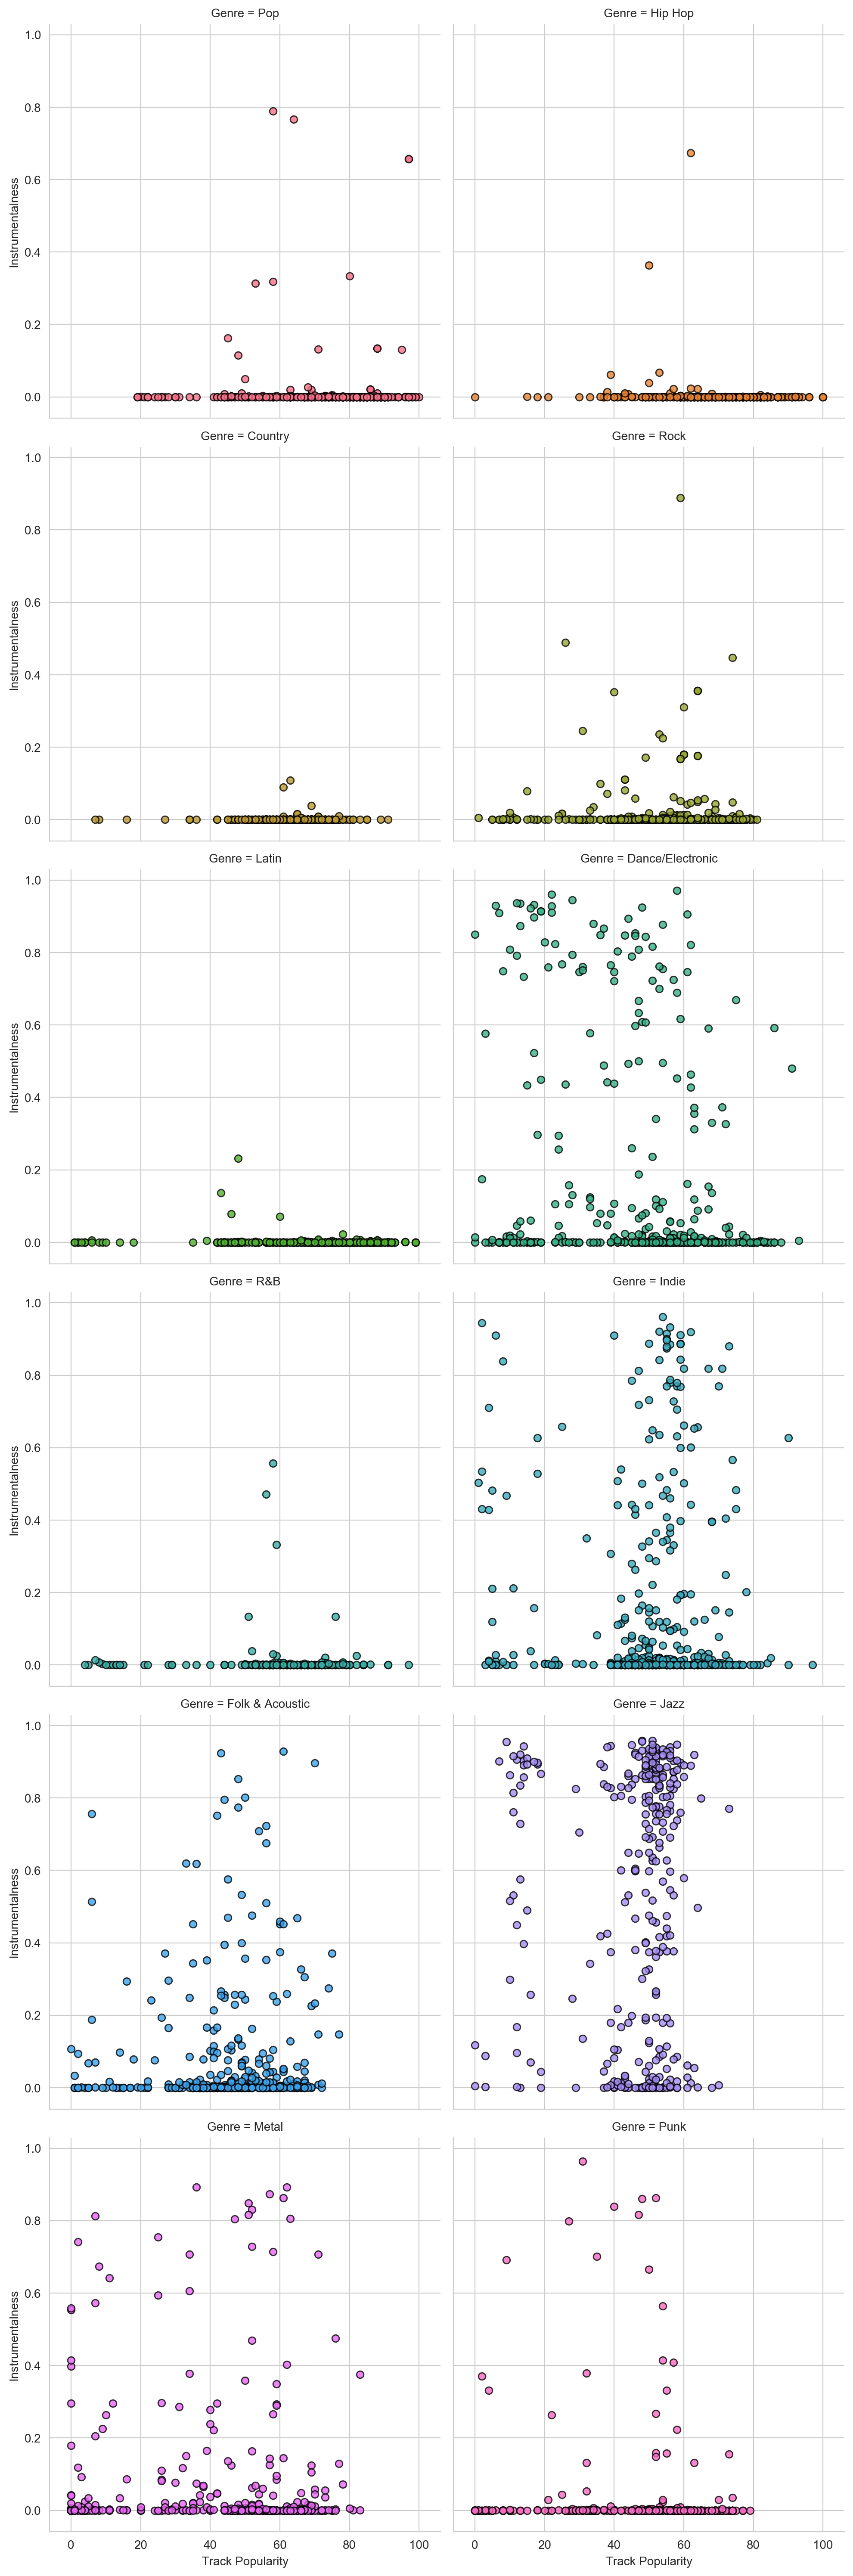 Genre = Pop
Genre = Hip Hop
1.0
0.8
0.6
0.4
0.2
0.0
Instrumentalness
Genre = Country
Genre = Rock
1.0
0.8
0.6
0.4
0.2
0.0
Instrumentalness
Genre = Latin
Genre = Dance/Electronic
1.0
0.8
0.6
0.4
0.2
0.0
Instrumentalness
Genre = R&B
Genre = Indie
1.0
0.8
0.6
0.4
0.2
0.0
Instrumentalness
Genre = Folk & Acoustic
Genre = Jazz
1.0
0.8
0.6
0.4
0.2
0.0
Instrumentalness
Genre = Metal
Genre = Punk
1.0
0.8
0.6
0.4
0.2
0.0
Instrumentalness
0 20 40 60 80 100
0 20 40 60 80 100
Track Popularity
Track Popularity